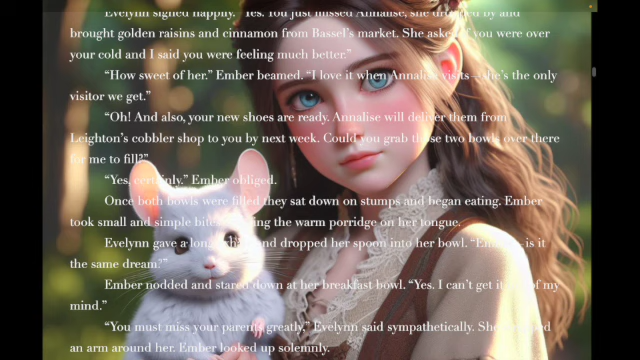 Evelynn sighed happily. "Yes. You just missed Annalise, she dropped by and
brought golden raisins and cinnamon from Bassel's market. She asked if you were over
your cold and I said you were feeling much better."
"How sweet of her." Ember beamed. "I love it when Annalise visits—she's the only
visitor we get."
"Oh! And also, your new shoes are ready. Annalise will deliver them from
Leighton's cobbler shop to you by next week. Could you grab those two bowls over there
for me to fill?"
"Yes, certainly." Ember obliged.
Once both bowls were filled they sat down on stumps and began eating. Ember
took small and simple bites the warm porridge on her tongue.
Evelynn gave a long and dropped her spoon into her bowl. is it
the same dream?"
Ember nodded and stared down at her breakfast bowl. "Yes. I can't get it of my
mind."
"You must miss your parents greatly," Evelynn said sympathetically. She
an arm around her. Ember looked up solemnly.